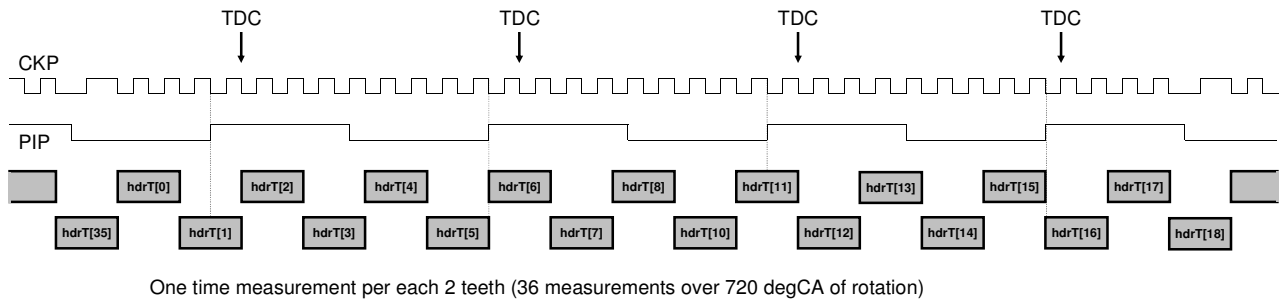 TDC TDC TDC TDC
CKP
PIP
hdrT[0] hdrT[2] hdrT[4] hdrT[6] hdrT[8] hdrT[11] hdrT[13] hdrT[15] hdrT[17]
hdrT[35] hdrT[1] hdrT[3] hdrT[5] hdrT[7] hdrT[10] hdrT[12] hdrT[14] hdrT[16] hdrT[18]
One time measurement per each 2 teeth (36 measurements over 720 degCA of rotation)